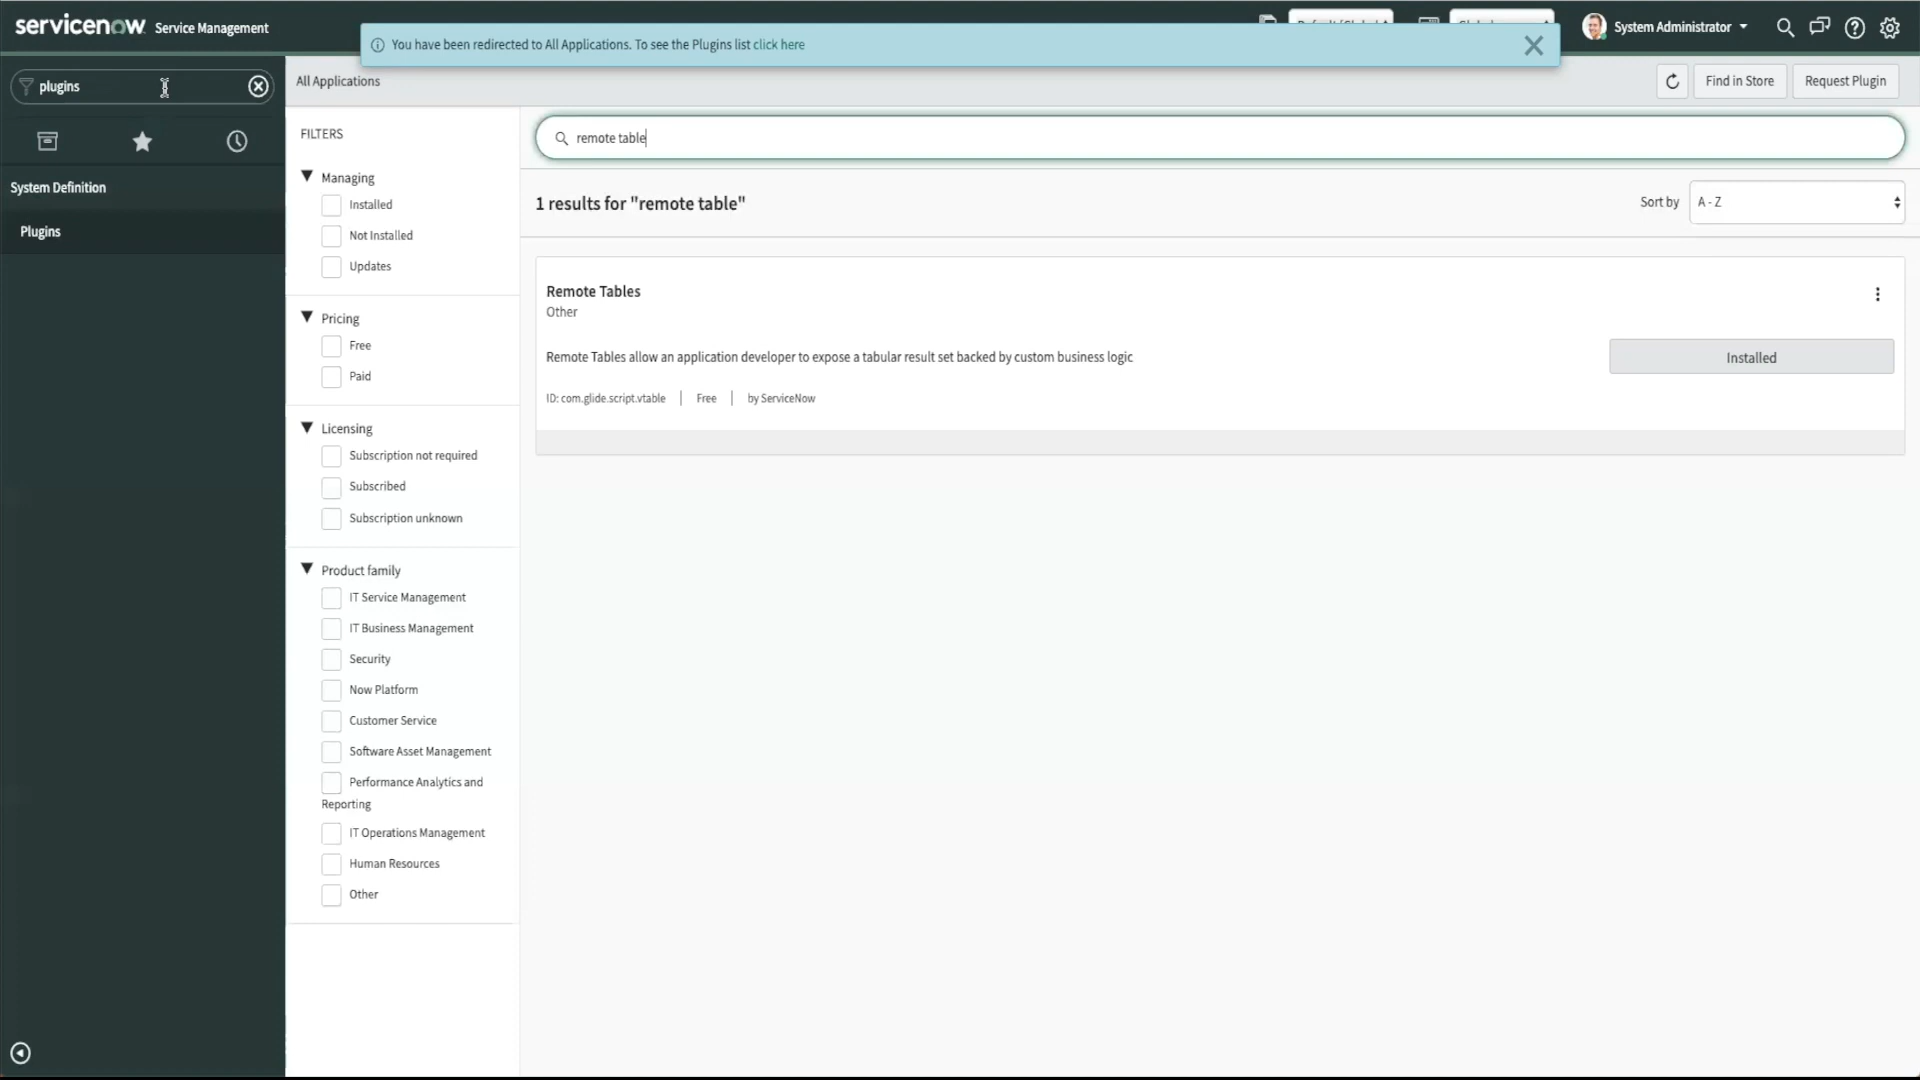 servicenow Service Management
System Administrator
You have been redirected to All Applications. To see the Plugins list click here
plugins
System Definition
Plugins
All Applications
Find in Store
Request Plugin
FILTERS
Managing
Installed
Not Installed
Updates
Pricing
Free
Paid
Licensing
Subscription not required
Subscribed
Subscription unknown
Product family
IT Service Management
IT Business Management
Security
Now Platform
Customer Service
Software Asset Management
Performance Analytics and
Reporting
IT Operations Management
Human Resources
Other
remote table
1 results for "remote table"
Sort by A - Z
Remote Tables
Other
Remote Tables allow an application developer to expose a tabular result set backed by custom business logic
Installed
ID: com.glide.script.vtable | Free | by ServiceNow